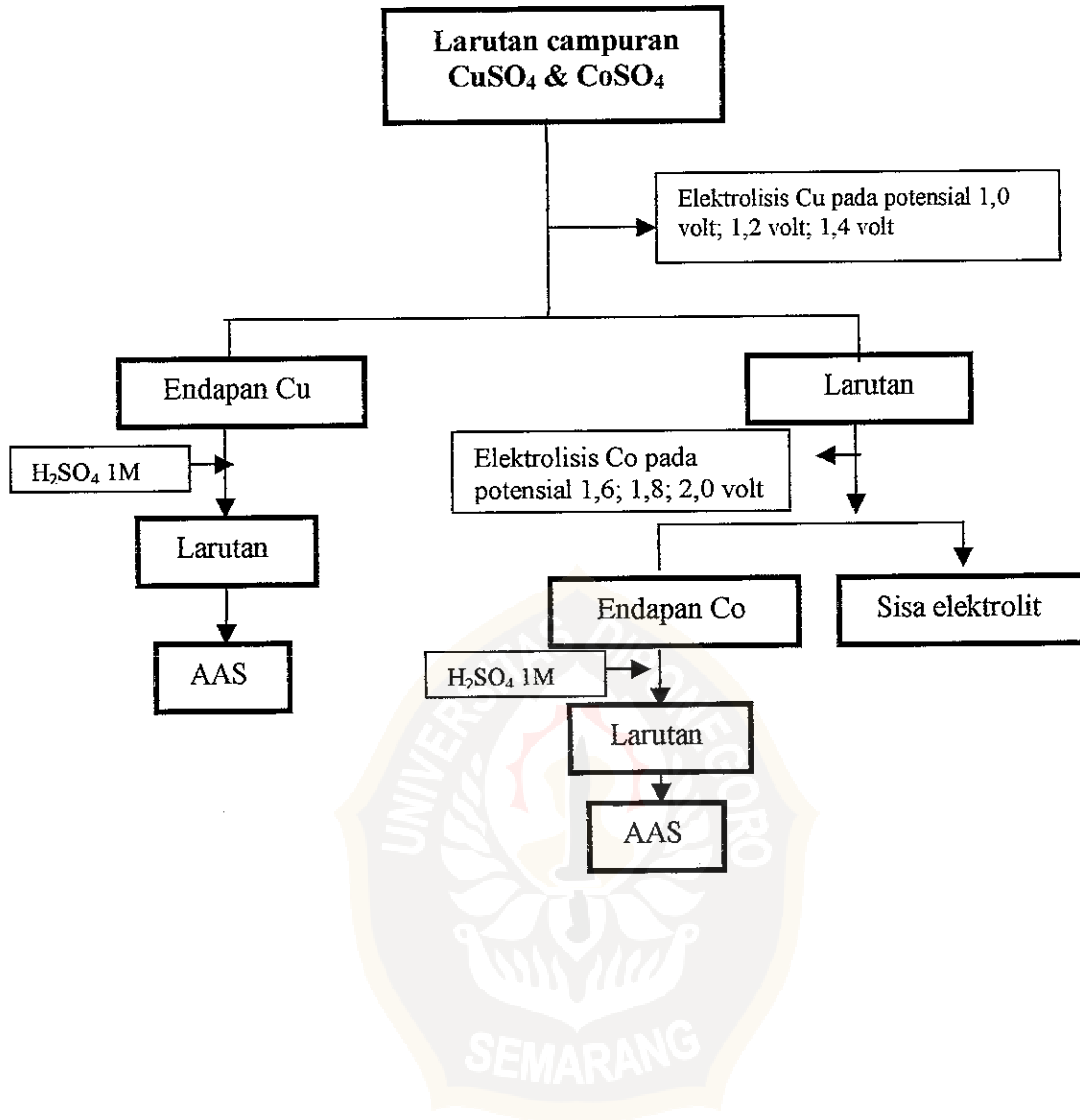 Larutan campuran
CuSO₄ & CoSO₄
Elektrolisis Cu pada potensial 1,0
volt; 1,2 volt; 1,4 volt
Endapan Cu
Larutan
H₂SO₄ 1M
Elektrolisis Co pada
potensial 1,6; 1,8; 2,0 volt
Larutan
Endapan Co
Sisa elektrolit
AAS
H₂SO₄ 1M
Larutan
AAS
UNIVERSITAS DIPONEGORO
SEMARANG